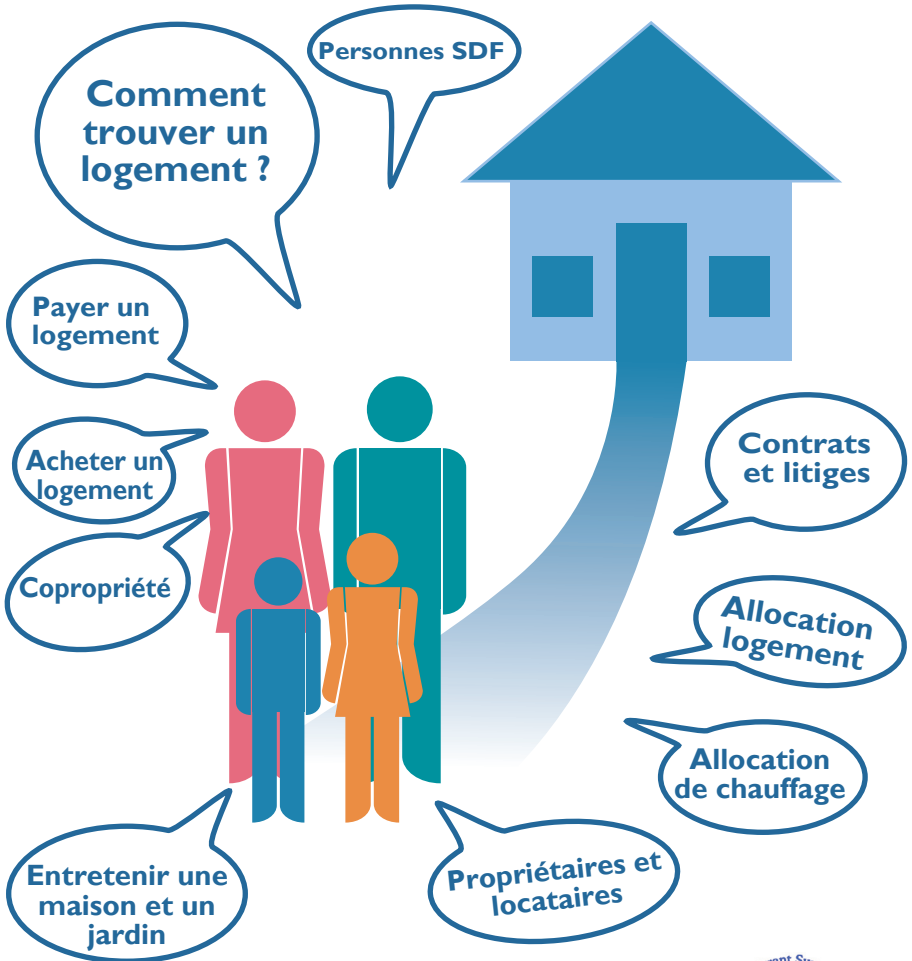 Personnes SDF
Comment
trouver un
logement ?
Payer un
logement
Acheter un
logement
Copropriété
Contrats
et litiges
Allocation
logement
Allocation
de chauffage
Entretenir une
maison et un
jardin
Propriétaires et
locataires